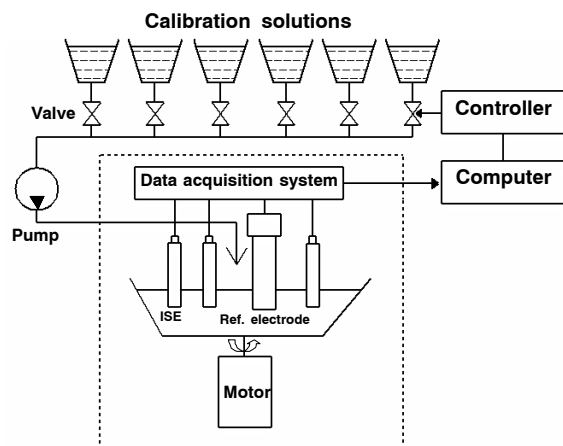 Calibration solutions
Valve
Controller
Computer
Data acquisition system
Pump
ISE
Ref. electrode
Motor